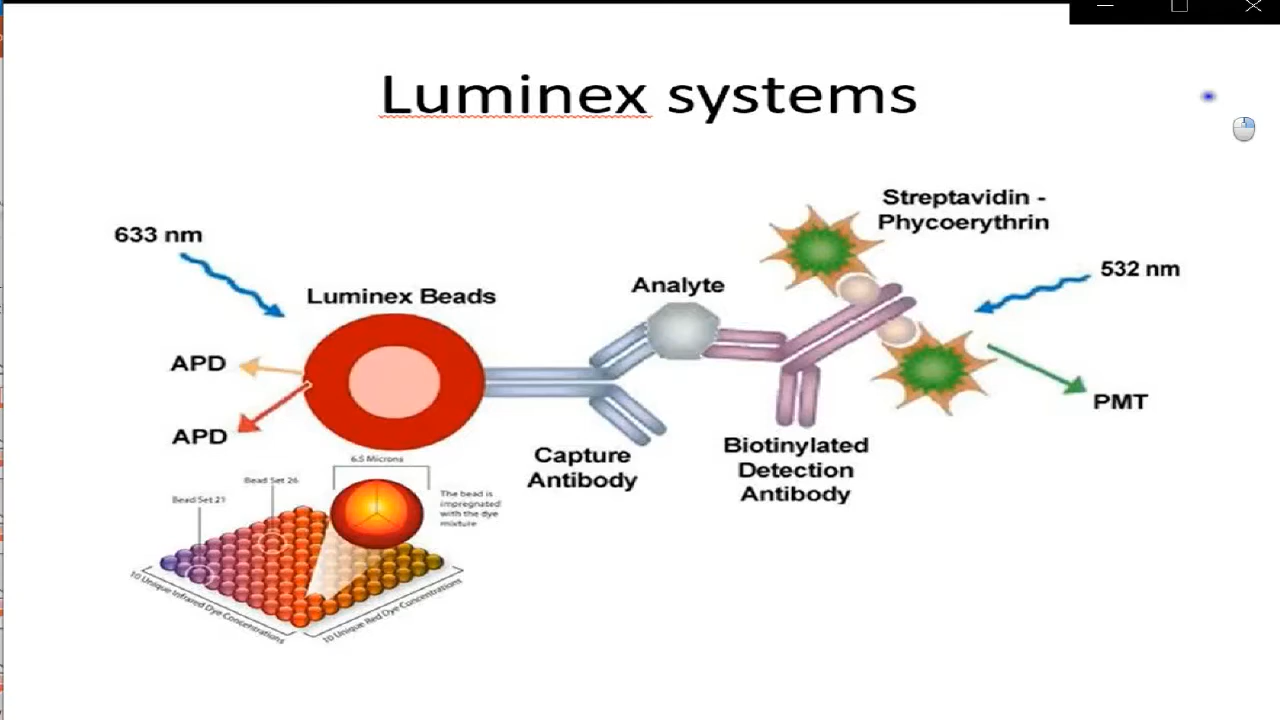 Luminex systems
Streptavidin -
Phycoerythrin
633 nm
532 nm
Luminex Beads
Analyte
APD
APD
PMT
Capture
Antibody
Biotinylated
Detection
Antibody
6.5 Microns
Bead Set 26
Bead Set 21
The bead is
impregnated
with the dye
mixture
10 Unique Infrared Dye Concentrations
10 Unique Red Dye Concentrations